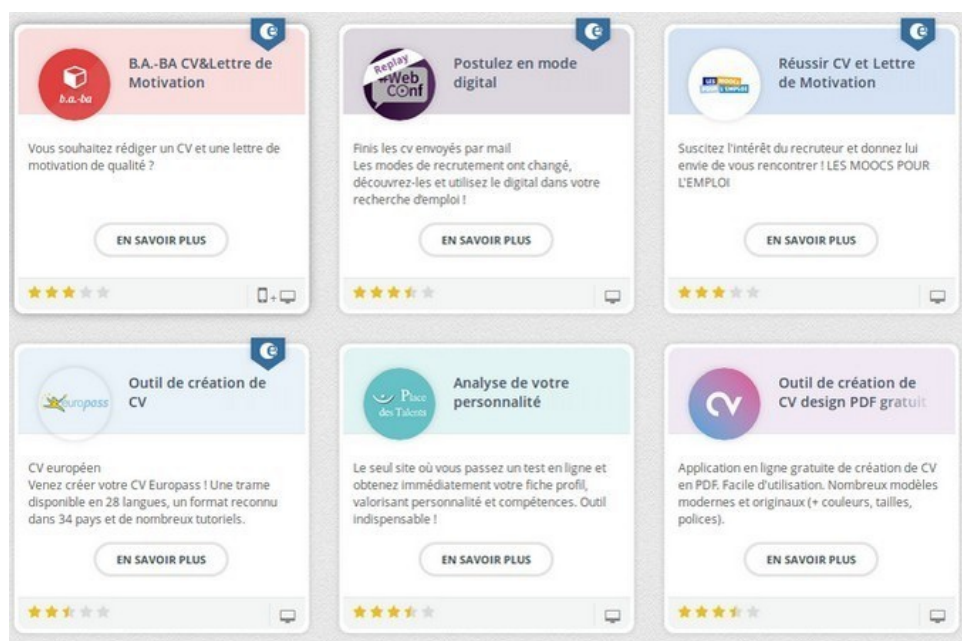 B.A.-BA CV&Lettre de
Motivation
b.a.-ba
Vous souhaitez rédiger un CV et une lettre de
motivation de qualité ?
EN SAVOIR PLUS
Postulez en mode
digital
Replay
#Web
Conf
Finis les cv envoyés par mail
Les modes de recrutement ont changé,
découvrez-les et utilisez le digital dans votre
recherche d'emploi !
EN SAVOIR PLUS
Réussir CV et Lettre
de Motivation
LES MOOCS
POUR L'EMPLOI
Suscitez l'intérêt du recruteur et donnez lui
envie de vous rencontrer ! LES MOOCS POUR
L'EMPLOI
EN SAVOIR PLUS
Outil de création de
CV
europass
CV européen
Venez créer votre CV Europass ! Une trame
disponible en 28 langues, un format reconnu
dans 34 pays et de nombreux tutoriels.
EN SAVOIR PLUS
Analyse de votre
personnalité
Place
des Talents
Le seul site où vous passez un test en ligne et
obtenez immédiatement votre fiche profil,
valorisant personnalité et compétences. Outil
indispensable !
EN SAVOIR PLUS
Outil de création de
CV design PDF gratuit
CV
Application en ligne gratuite de création de CV
en PDF. Facile d'utilisation. Nombreux modèles
modernes et originaux (+ couleurs, tailles,
polices).
EN SAVOIR PLUS